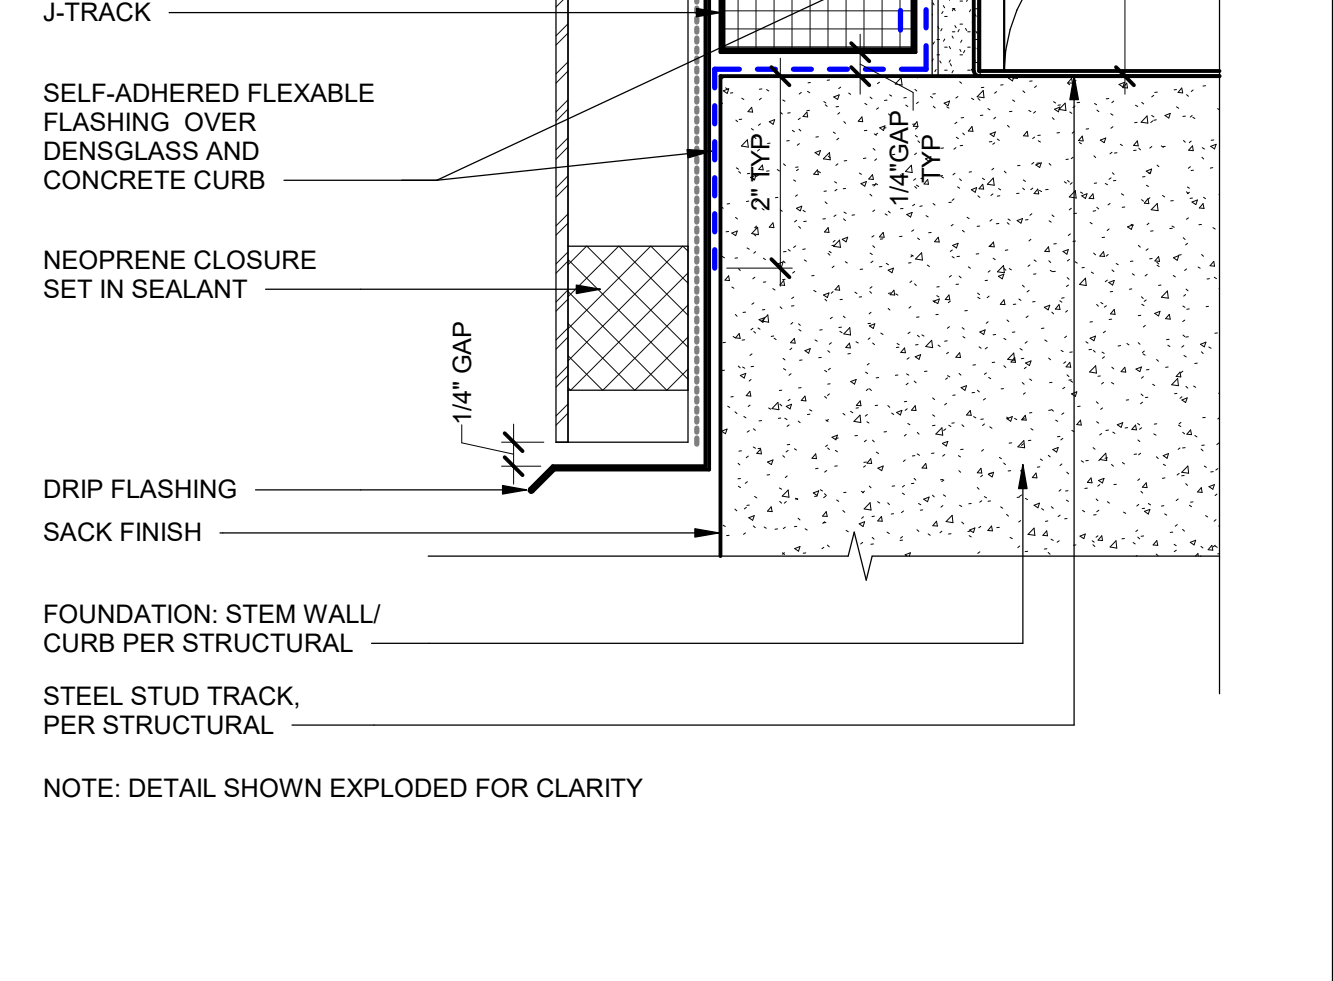 J-TRACK
SELF-ADHERED FLEXABLE
FLASHING  OVER
DENSGLASS AND
CONCRETE CURB
2" TYP
1/4"GAP
TYP
NEOPRENE CLOSURE
SET IN SEALANT
1/4" GAP
DRIP FLASHING
SACK FINISH
FOUNDATION: STEM WALL/
CURB PER STRUCTURAL
STEEL STUD TRACK,
PER STRUCTURAL
NOTE: DETAIL SHOWN EXPLODED FOR CLARITY